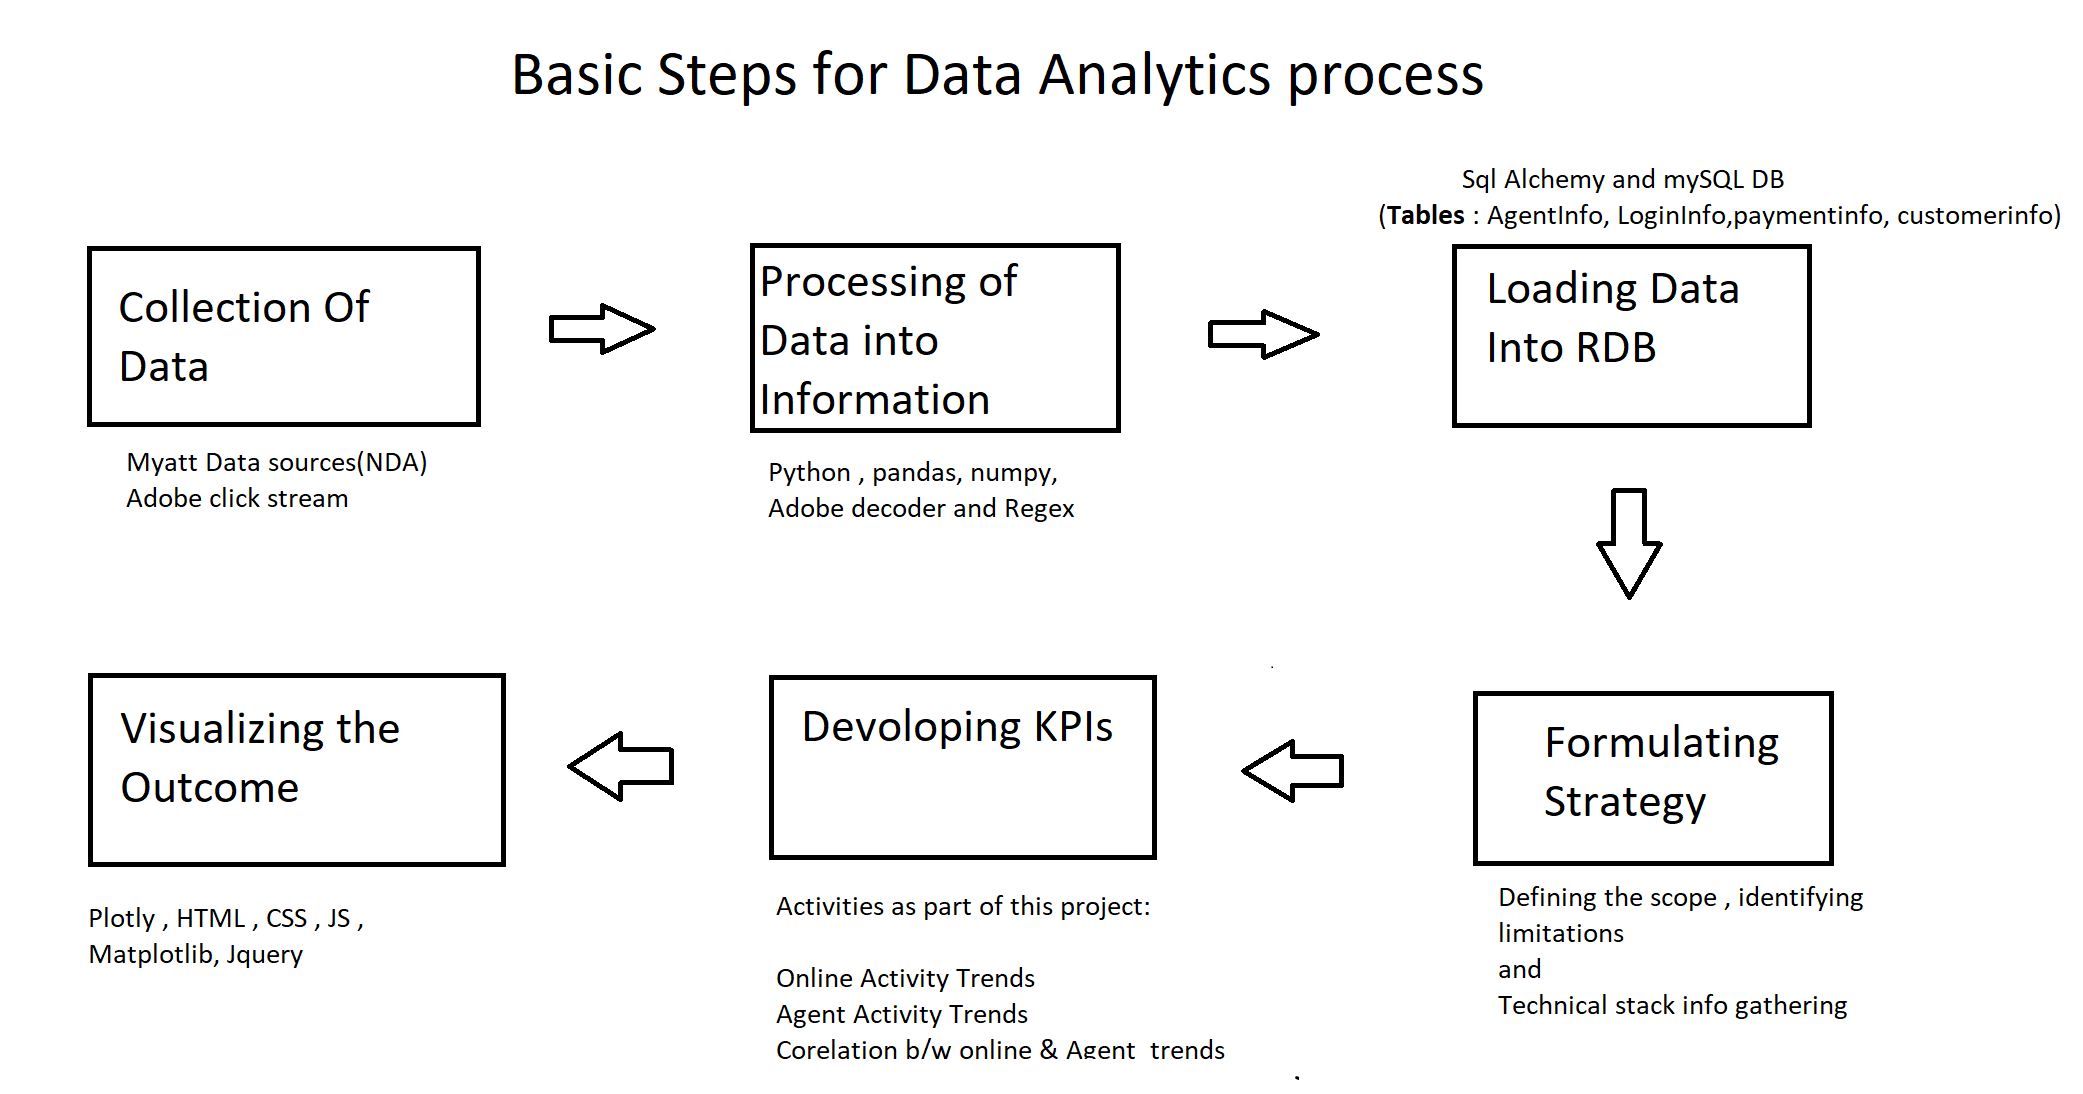 Basic Steps for Data Analytics process
Collection Of
Data
Myatt Data sources(NDA)
Adobe click stream
Processing of
Data into
Information
Python , pandas, numpy,
Adobe decoder and Regex
Sql Alchemy and mySQL DB
(Tables : AgentInfo, LoginInfo,paymentinfo, customerinfo)
Loading Data
Into RDB
Formulating
Strategy
Defining the scope , identifying
limitations
and
Technical stack info gathering
Devoloping KPIs
Activities as part of this project:
Online Activity Trends
Agent Activity Trends
Corelation b/w online & Agent  trends
Visualizing the
Outcome
Plotly , HTML , CSS , JS ,
Matplotlib, Jquery